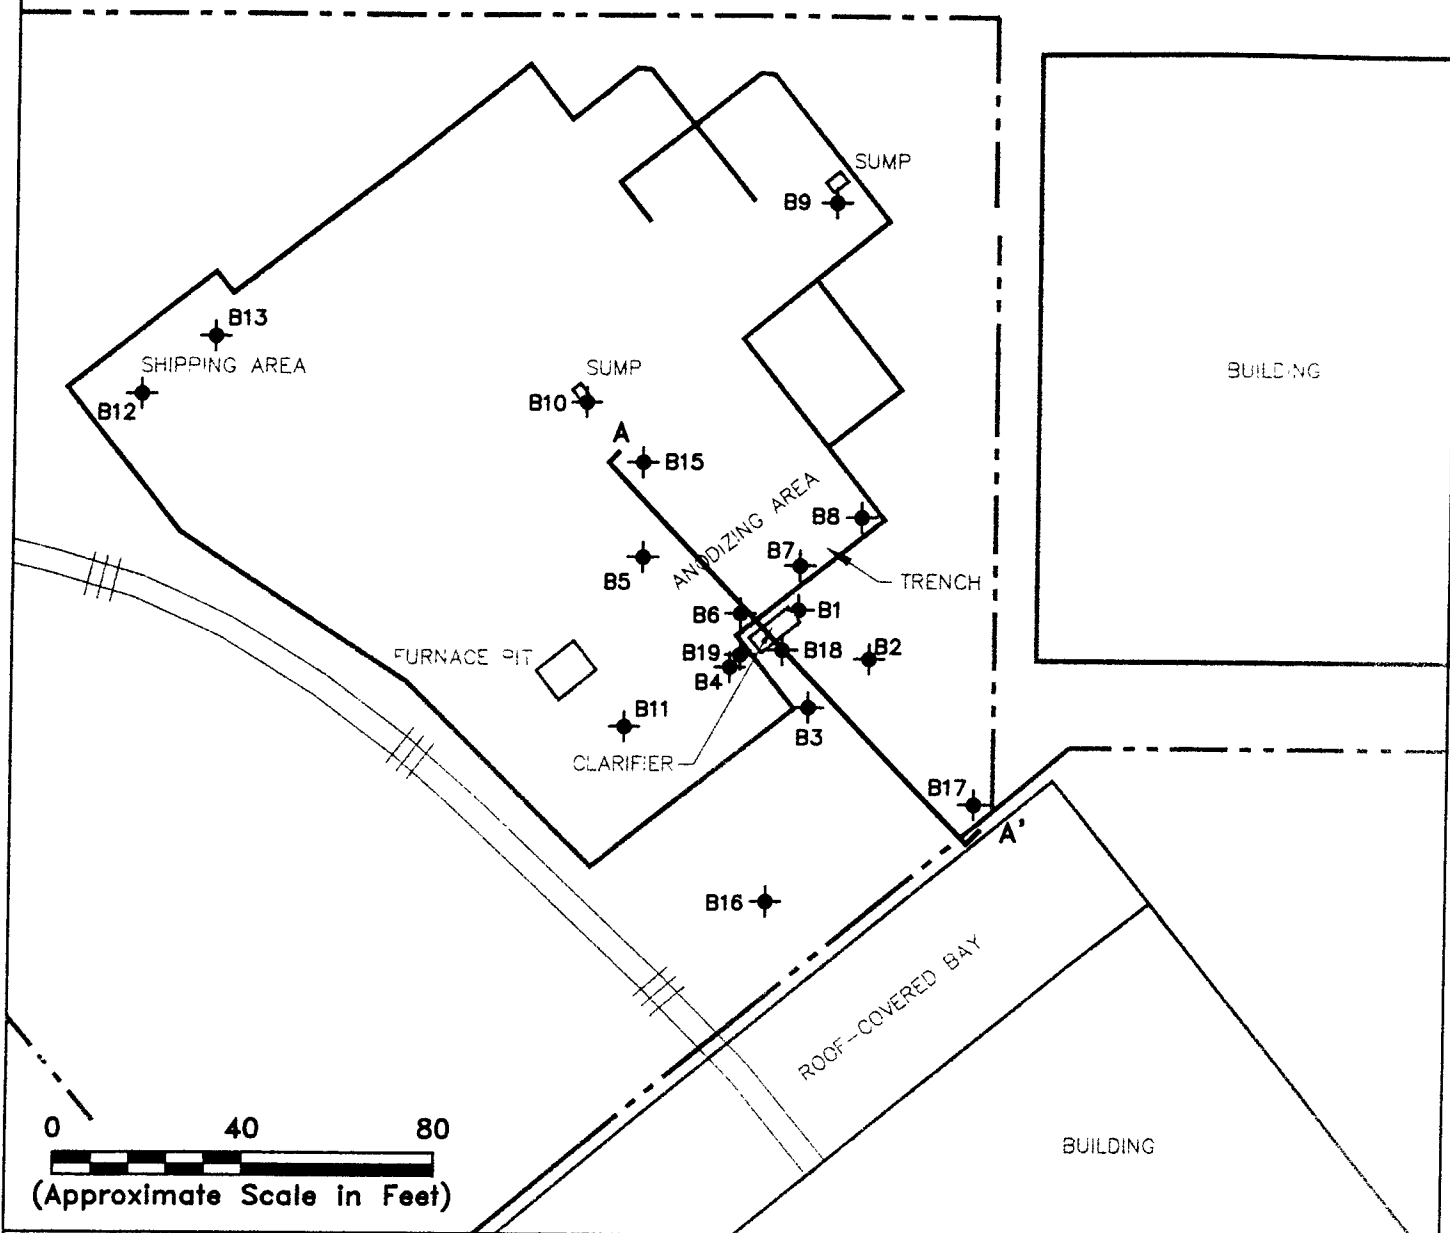 SUMP
B9
B13
SHIPPING AREA
B12
SUMP
B10
BUILDING
A
B15
ANODIZING AREA
B8
B7
B5
TRENCH
B6
B1
B19
B18
B2
FURNACE PIT
B4
B11
B3
CLARIFIER
B17
A'
B16
ROOF-COVERED BAY
BUILDING
0 40 80
(Approximate Scale in Feet)